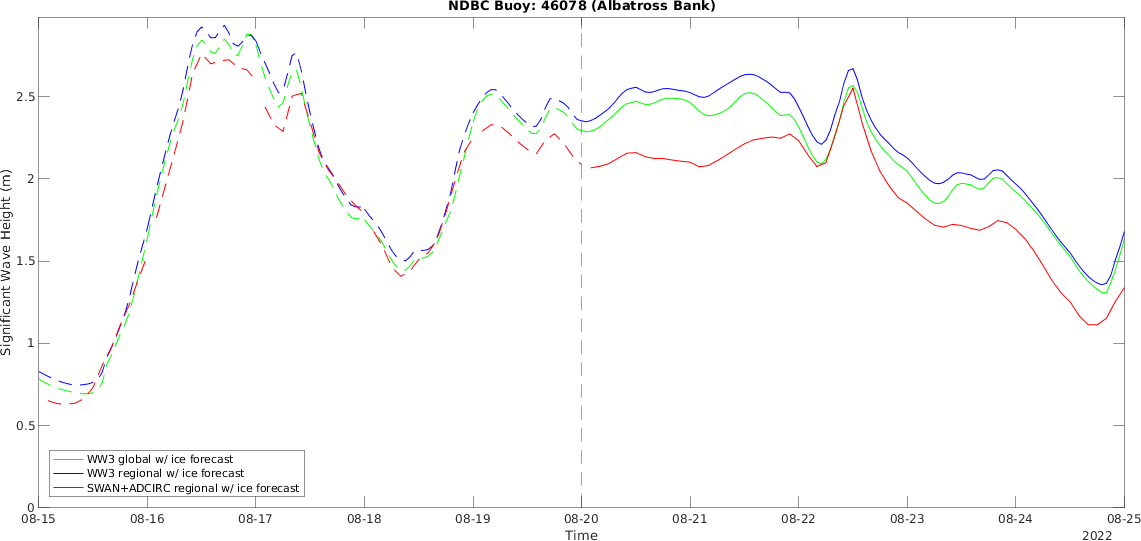 NDBC Buoy: 46078 (Albatross Bank)
Significant Wave Height (m)
2.5
2
1.5
1
0.5
0
WW3 global w/ ice forecast
WW3 regional w/ ice forecast
SWAN+ADCIRC regional w/ ice forecast
08-15 08-16 08-17 08-18 08-19 08-20 08-21 08-22 08-23 08-24 08-25
Time
2022